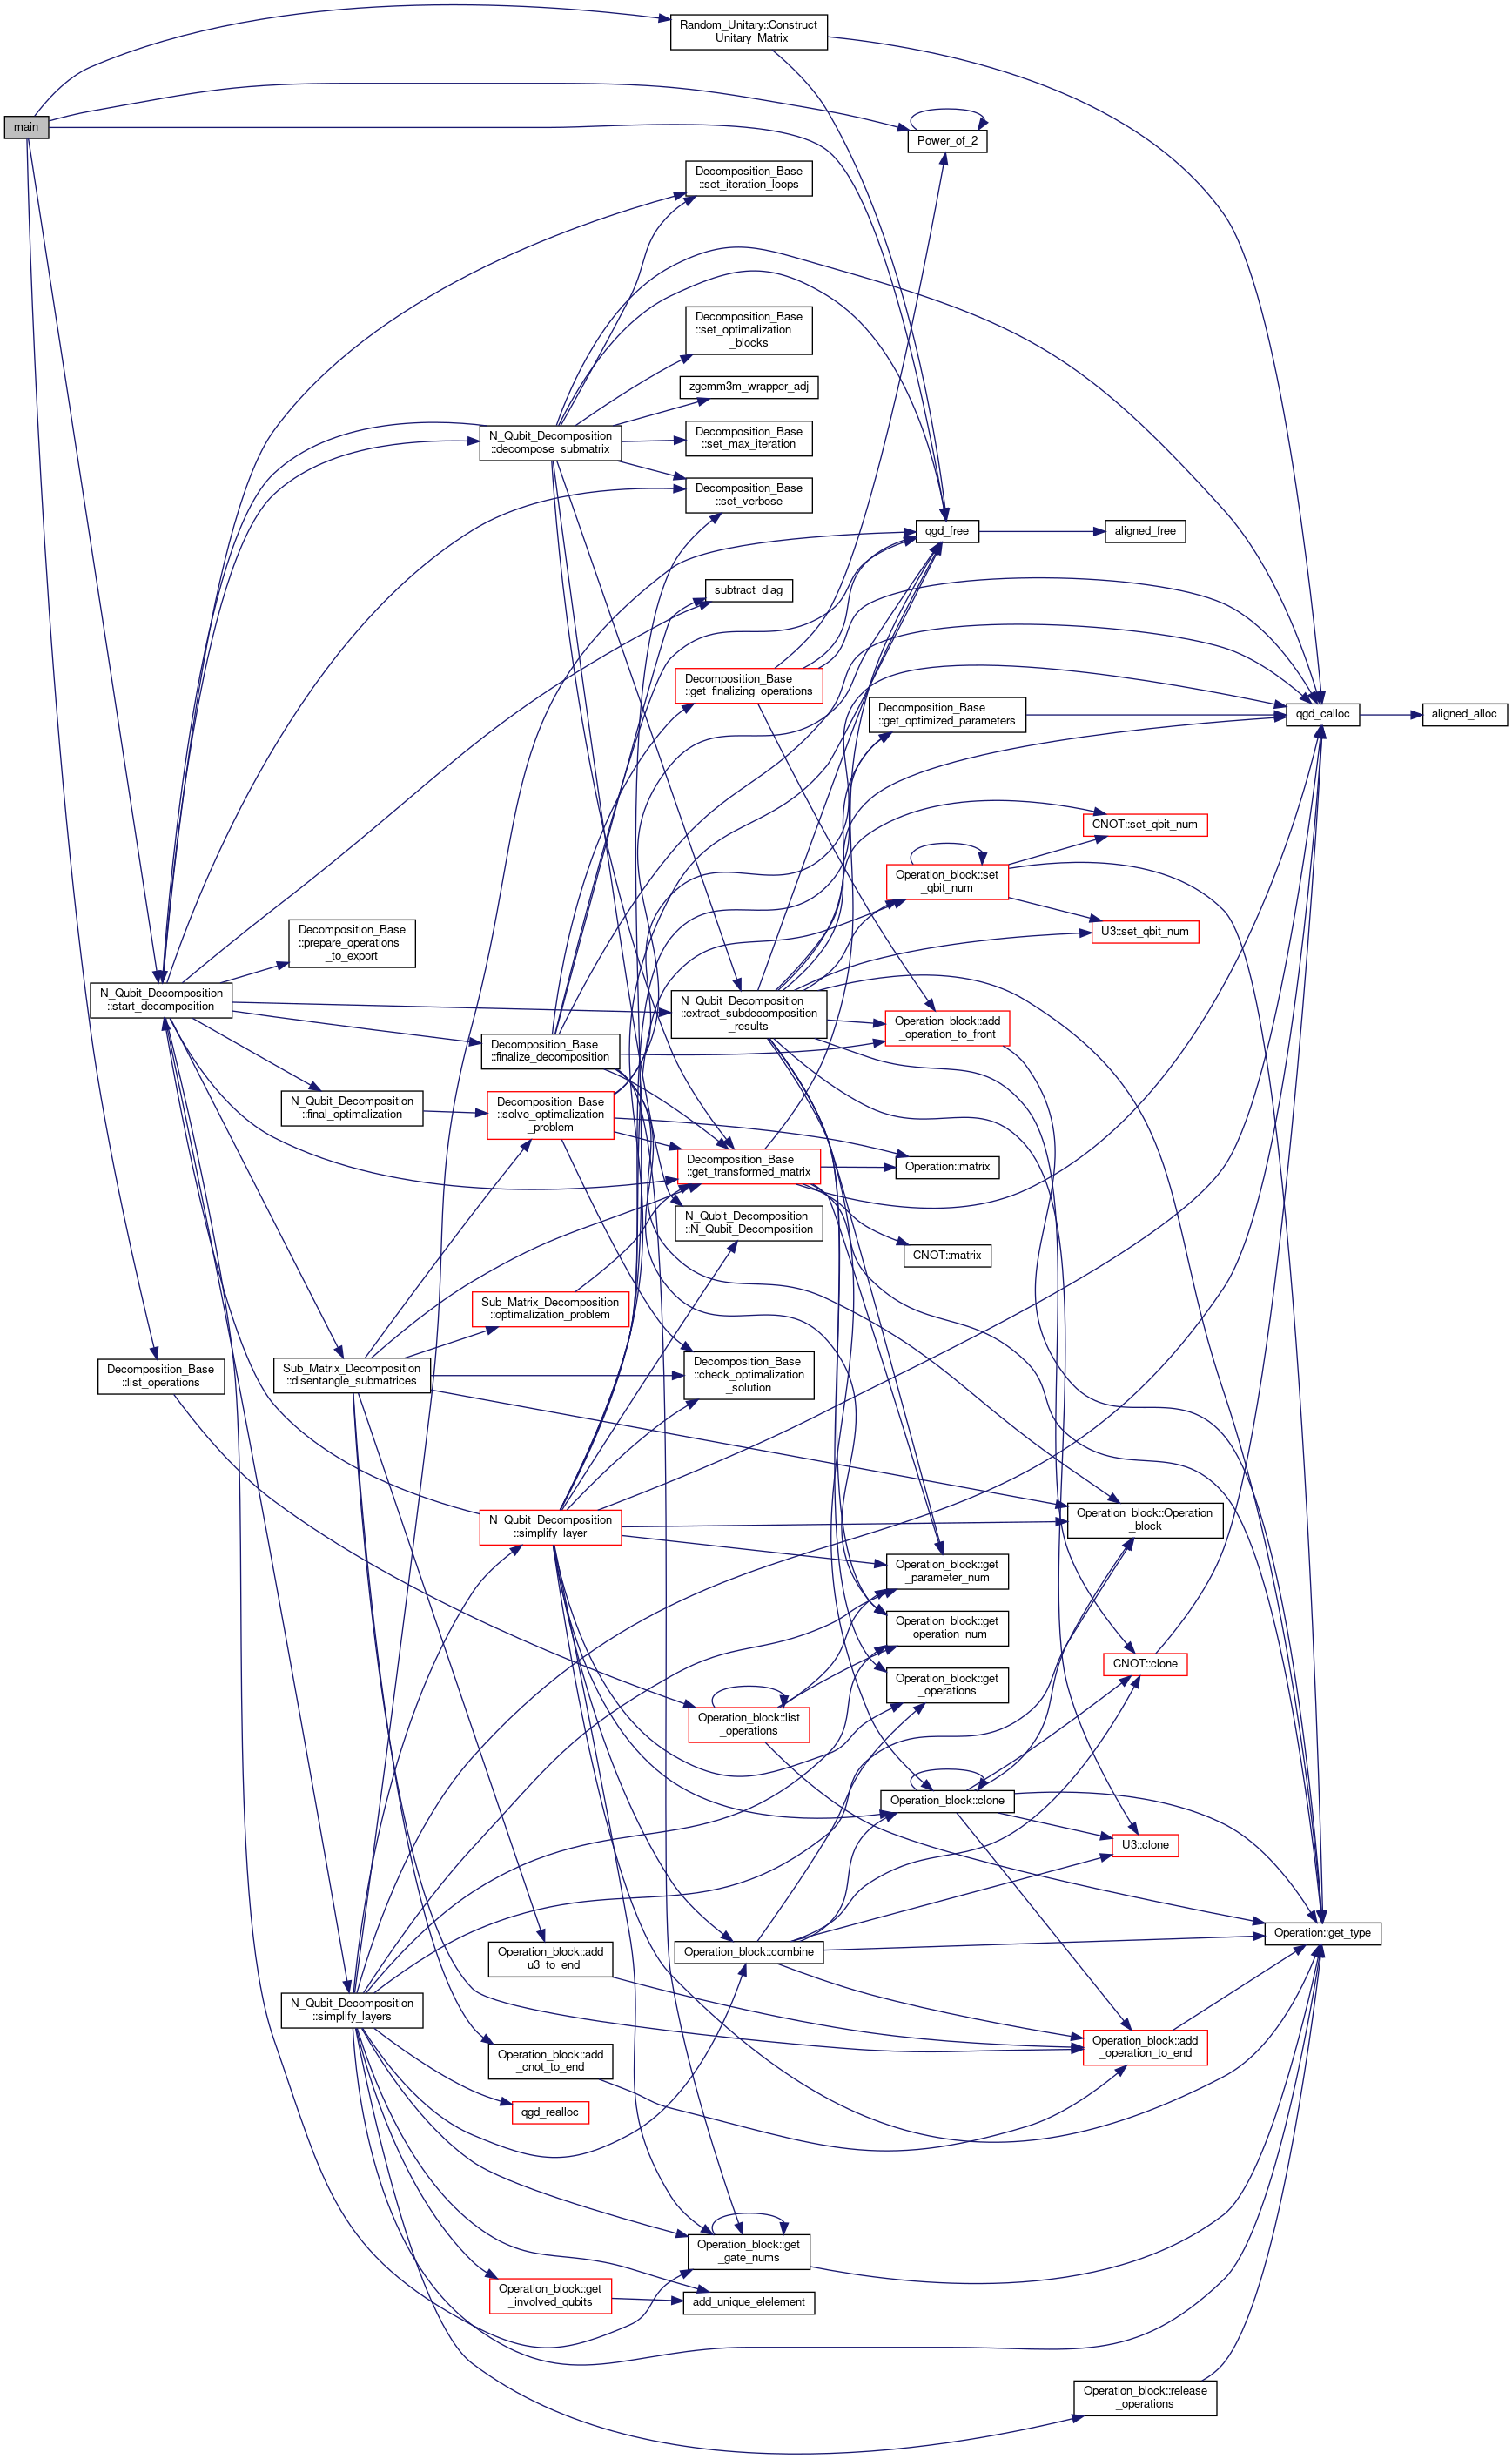 Random_Unitary::Construct
_Unitary_Matrix
main
Power_of_2
Decomposition_Base
::set_iteration_loops
Decomposition_Base
::set_optimalization
_blocks
zgemm3m_wrapper_adj
N_Qubit_Decomposition
::decompose_submatrix
Decomposition_Base
::set_max_iteration
Decomposition_Base
::set_verbose
qgd_free
aligned_free
subtract_diag
Decomposition_Base
::get_finalizing_operations
Decomposition_Base
::get_optimized_parameters
qgd_calloc
aligned_alloc
CNOT::set_qbit_num
Operation_block::set
_qbit_num
U3::set_qbit_num
Decomposition_Base
::prepare_operations
_to_export
N_Qubit_Decomposition
::start_decomposition
N_Qubit_Decomposition
::extract_subdecomposition
_results
Operation_block::add
_operation_to_front
Decomposition_Base
::finalize_decomposition
N_Qubit_Decomposition
::final_optimalization
Decomposition_Base
::solve_optimalization
_problem
Decomposition_Base
::get_transformed_matrix
Operation::matrix
N_Qubit_Decomposition
::N_Qubit_Decomposition
CNOT::matrix
Sub_Matrix_Decomposition
::optimalization_problem
Decomposition_Base
::list_operations
Sub_Matrix_Decomposition
::disentangle_submatrices
Decomposition_Base
::check_optimalization
_solution
N_Qubit_Decomposition
::simplify_layer
Operation_block::Operation
_block
Operation_block::get
_parameter_num
Operation_block::get
_operation_num
CNOT::clone
Operation_block::get
_operations
Operation_block::list
_operations
Operation_block::clone
U3::clone
Operation::get_type
Operation_block::add
_u3_to_end
Operation_block::combine
N_Qubit_Decomposition
::simplify_layers
Operation_block::add
_cnot_to_end
Operation_block::add
_operation_to_end
qgd_realloc
Operation_block::get
_gate_nums
Operation_block::get
_involved_qubits
add_unique_elelement
Operation_block::release
_operations